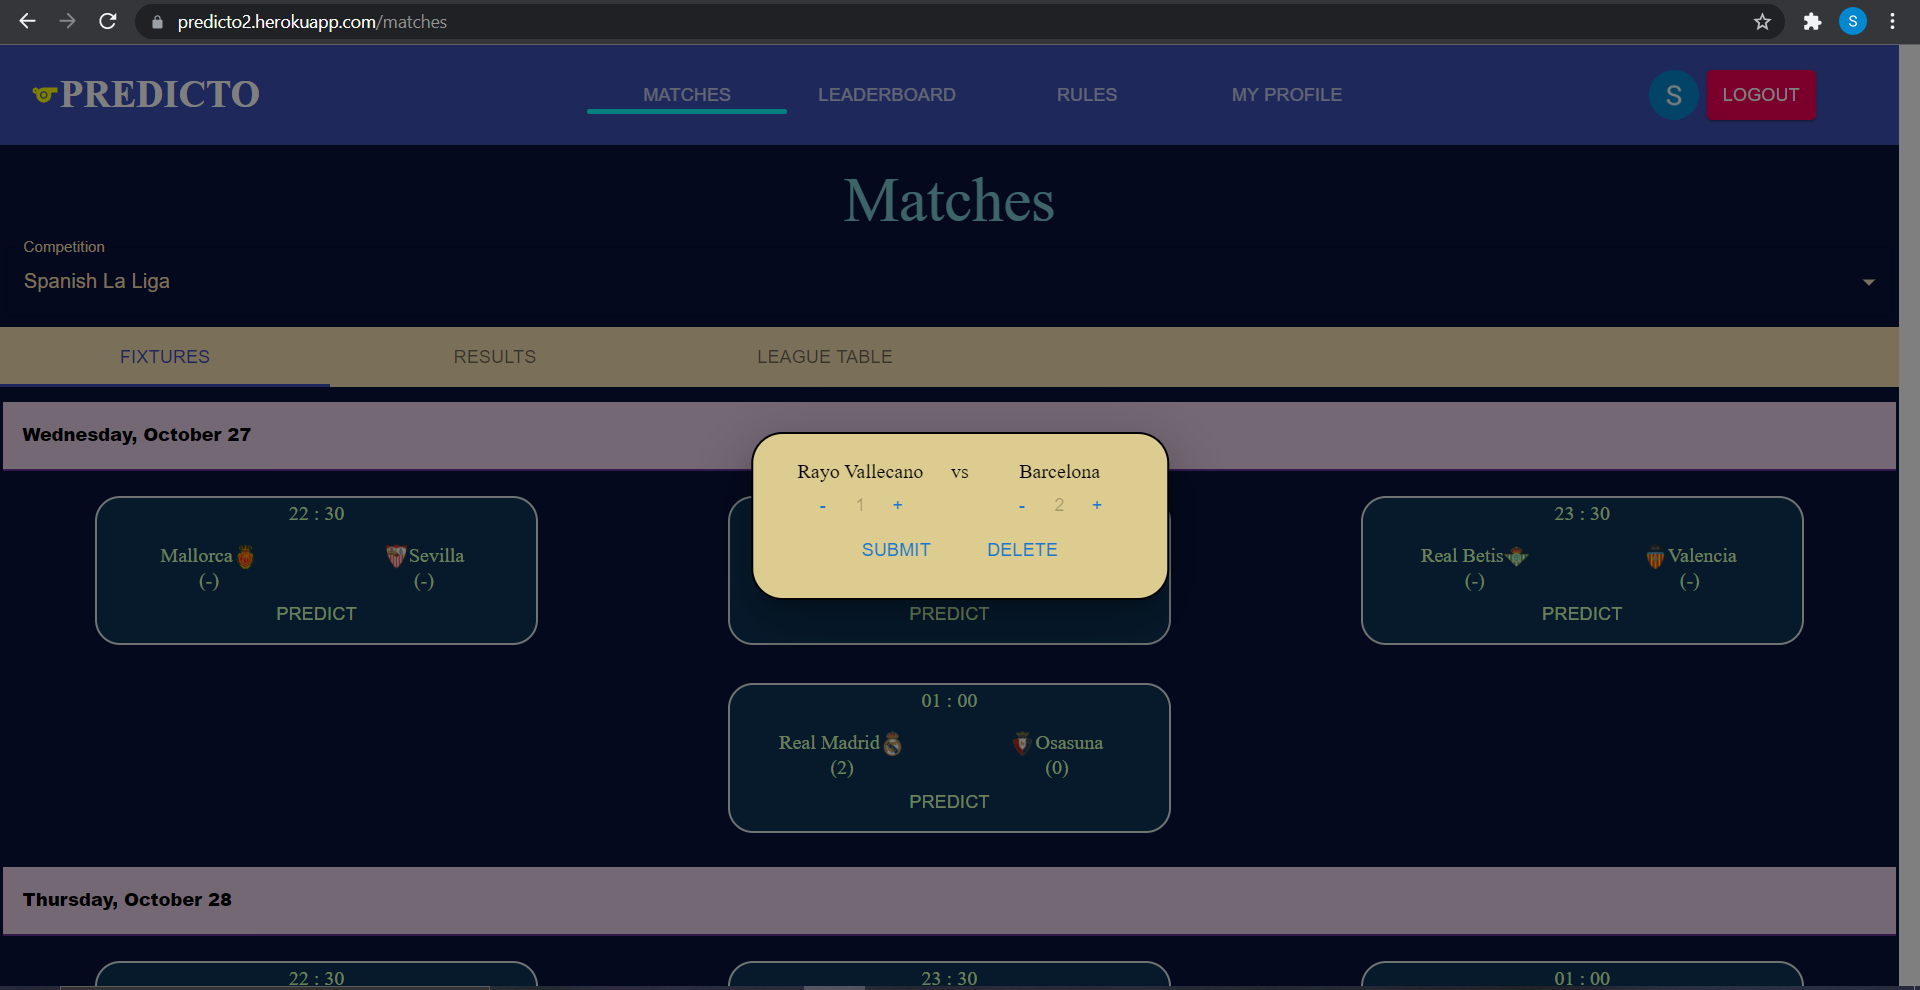 predicto2.herokuapp.com/matches
S
PREDICTO
MATCHES
LEADERBOARD
RULES
MY PROFILE
S
LOGOUT
Matches
Competition
Spanish La Liga
FIXTURES
RESULTS
LEAGUE TABLE
Wednesday, October 27
Rayo Vallecano vs Barcelona
- 1 + - 2 +
SUBMIT DELETE
22 : 30
Mallorca Sevilla
(-) (-)
PREDICT
PREDICT
23 : 30
Real Betis Valencia
(-) (-)
PREDICT
01 : 00
Real Madrid Osasuna
(2) (0)
PREDICT
Thursday, October 28
22 : 30
23 : 30
01 : 00